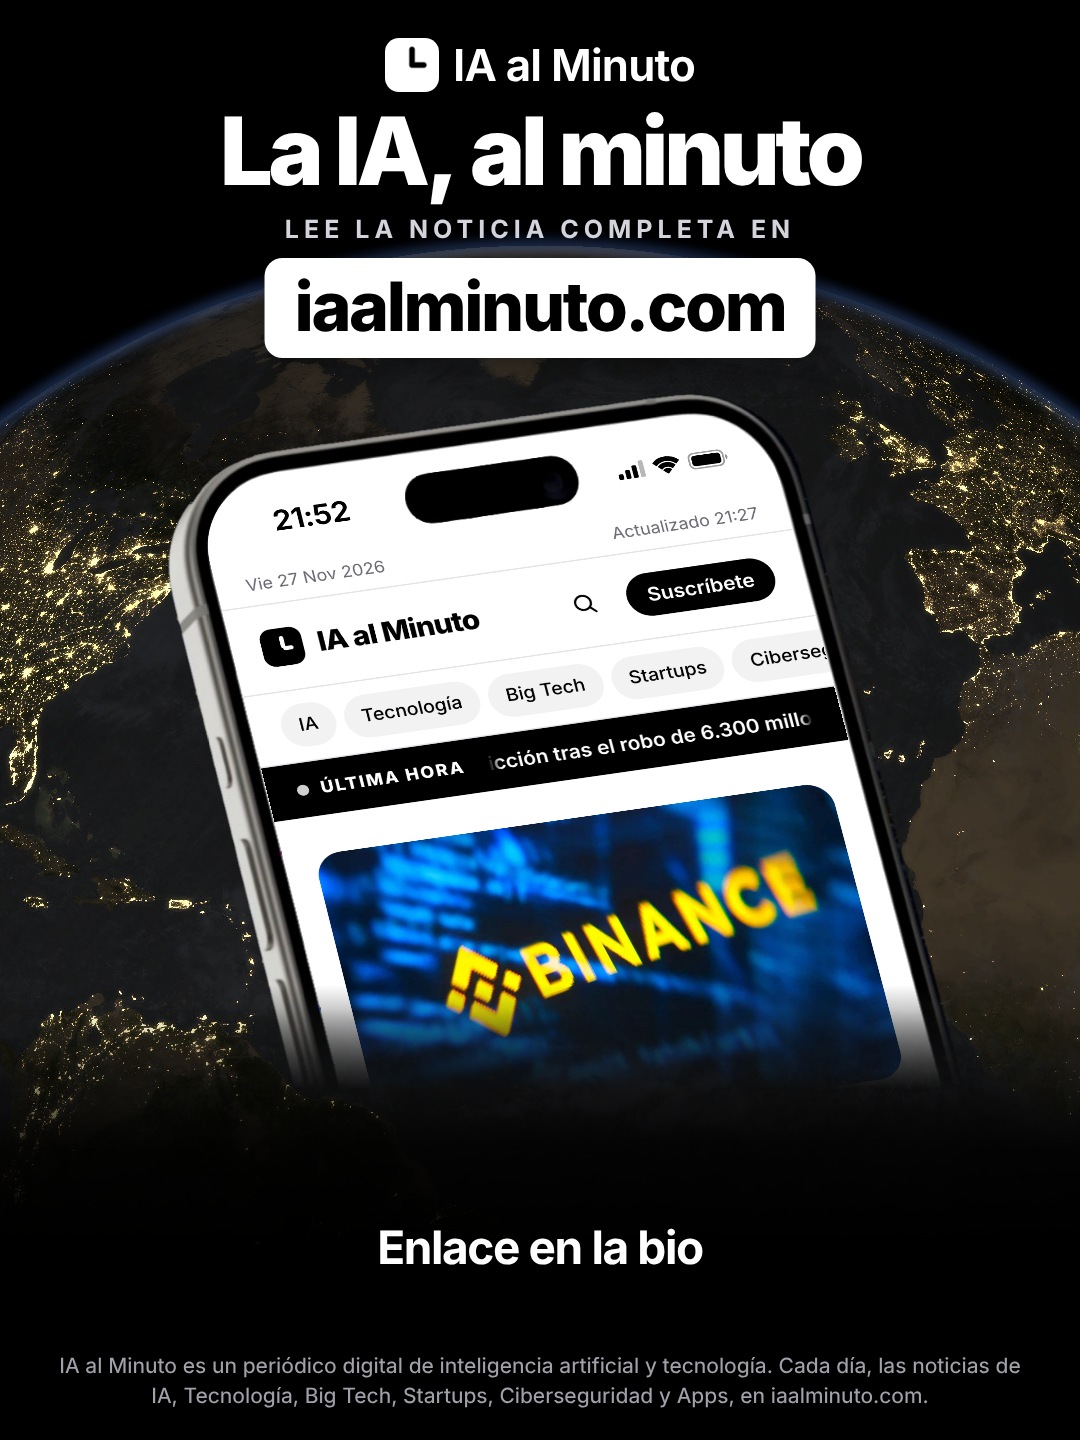 IA al Minuto
La IA, al minuto
LEE LA NOTICIA COMPLETA EN
iaalminuto.com
21:52
Vie 27 Nov 2026
Actualizado 21:27
IA al Minuto
Suscríbete
IA
Tecnología
Big Tech
Startups
Ciberseg
ÚLTIMA HORA
icción tras el robo de 6.300 millo
BINANCE
Enlace en la bio
IA al Minuto es un periódico digital de inteligencia artificial y tecnología. Cada día, las noticias de
IA, Tecnología, Big Tech, Startups, Ciberseguridad y Apps, en iaalminuto.com.